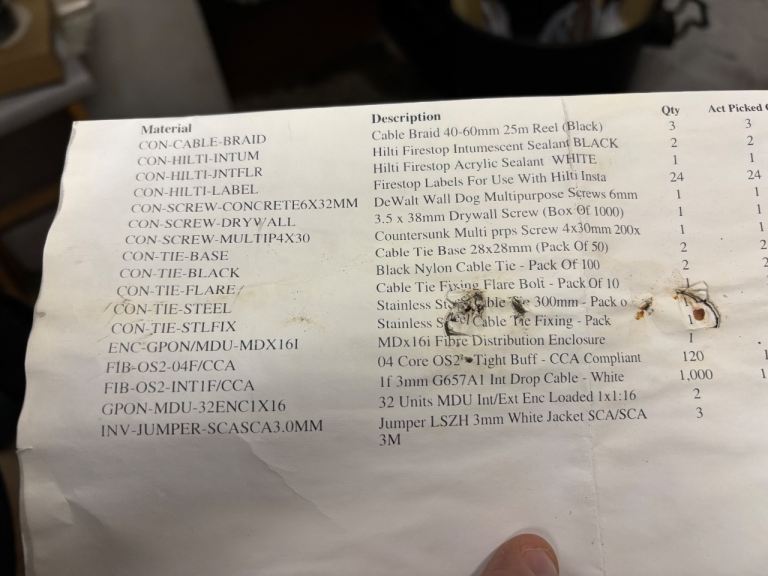 Material Description Qty Act Picked
CON-CABLE-BRAID Cable Braid 40-60mm 25m Reel (Black) 3 3
CON-HILTI-INTUM Hilti Firestop Intumescent Sealant BLACK 2 2
CON-HILTI-JNTFLR Hilti Firestop Acrylic Sealant WHITE 1 1
CON-HILTI-LABEL Firestop Labels For Use With Hilti Insta 24 24
CON-SCREW-CONCRETE6X32MM DeWalt Wall Dog Multipurpose Screws 6mm 1 1
CON-SCREW-DRYWALL 3.5 x 38mm Drywall Screw (Box Of 1000) 1 1
CON-SCREW-MULTIP4X30 Countersunk Multi prps Screw 4x30mm 200x 1 1
CON-TIE-BASE Cable Tie Base 28x28mm (Pack Of 50) 2 2
CON-TIE-BLACK Black Nylon Cable Tie - Pack Of 100 2 2
CON-TIE-FLARE Cable Tie Fixing Flare Bolt - Pack Of 10 1
CON-TIE-STEEL Stainless Cable Tie 300mm - Pack o
CON-TIE-STLFIX Stainless Cable Tie Fixing - Pack 1
ENC-GPON/MDU-MDX16I MDx16i Fibre Distribution Enclosure 1
FIB-OS2-04F/CCA 04 Core OS2 Tight Buff - CCA Compliant 120 1
FIB-OS2-INT1F/CCA 1f 3mm G657A1 Int Drop Cable - White 1,000 1
GPON-MDU-32ENC1X16 32 Units MDU Int/Ext Enc Loaded 1x1:16 2
INV-JUMPER-SCASCA3.0MM Jumper LSZH 3mm White Jacket SCA/SCA 3
3M